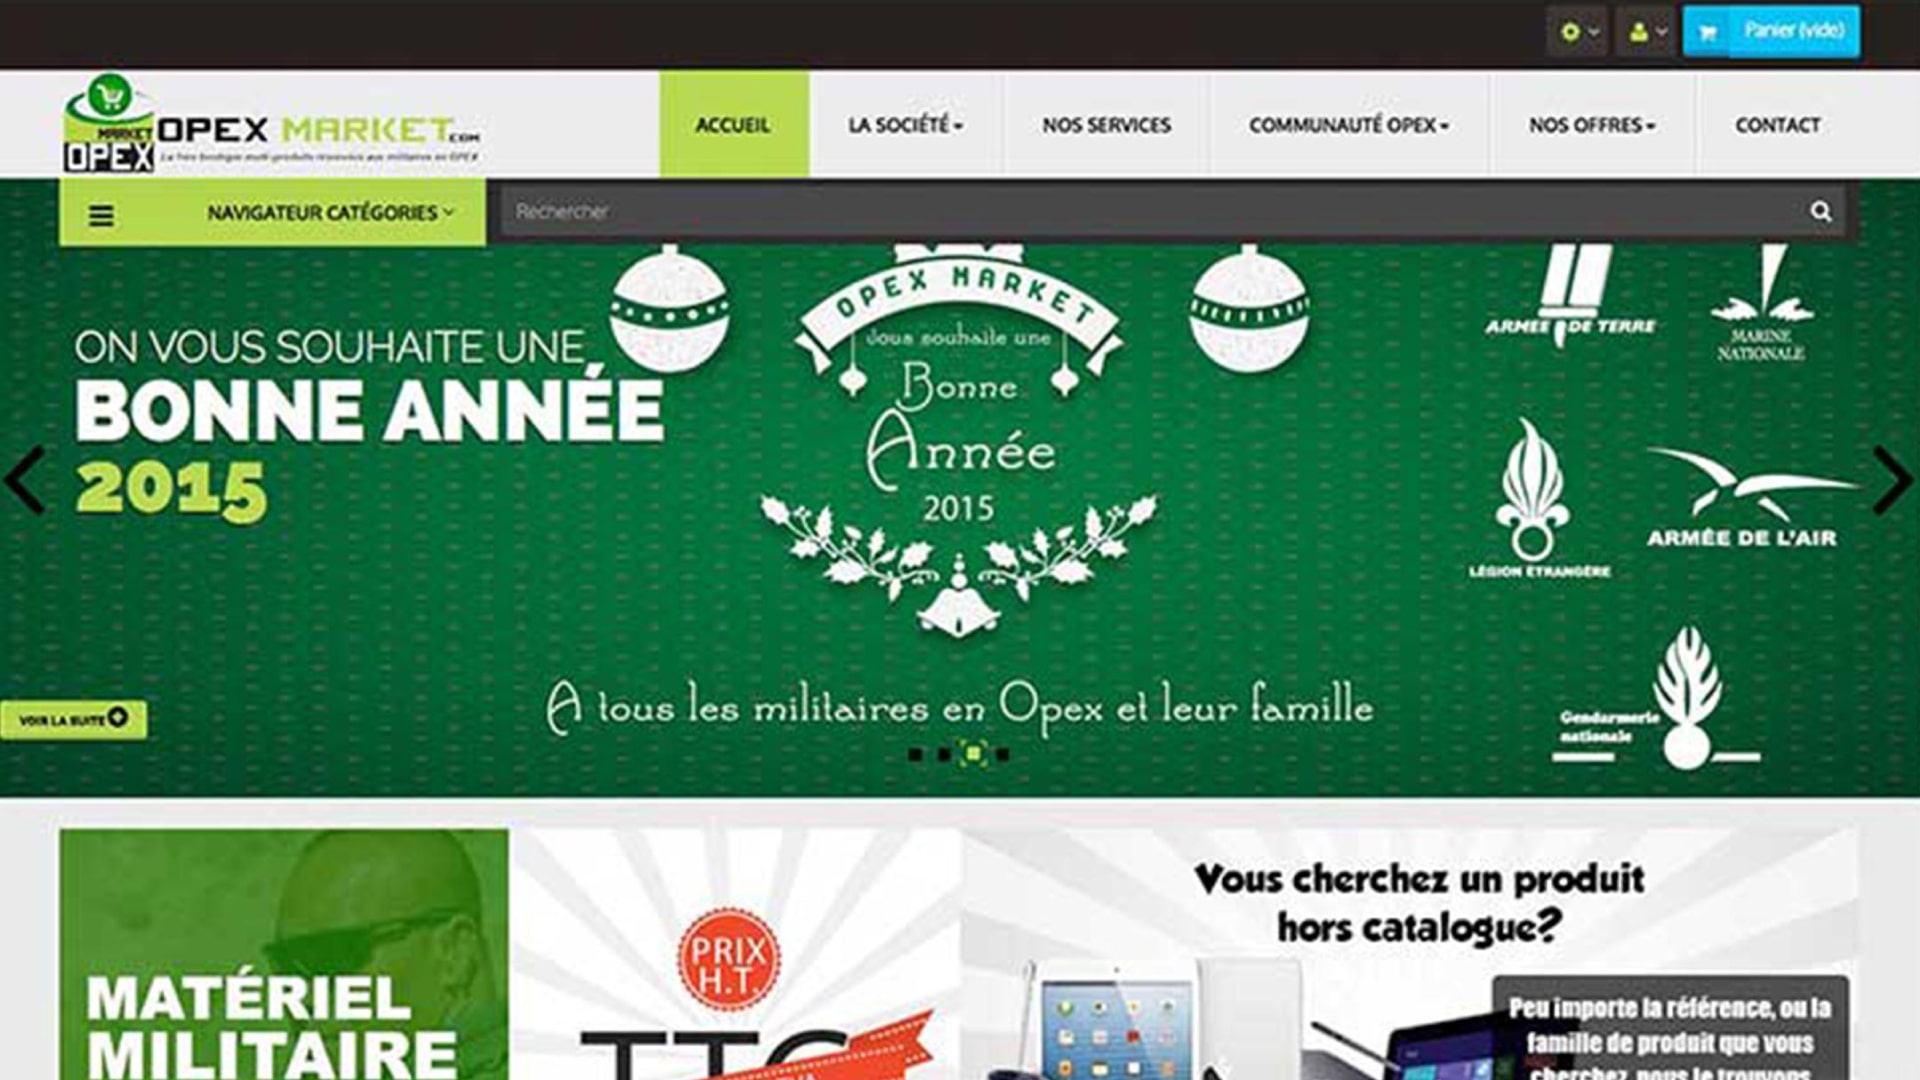 Panier (vide)
MARKET
OPEX
OPEX MARKET.COM
ACCUEIL
LA SOCIÉTÉ
NOS SERVICES
COMMUNAUTÉ OPEX
NOS OFFRES
CONTACT
NAVIGATEUR CATÉGORIES
Rechercher
ON VOUS SOUHAITE UNE
BONNE ANNÉE
2015
OPEX MARKET
vous souhaite une
Bonne
Année
2015
A tous les militaires en Opex et leur famille
ARMEE DE TERRE
MARINE
NATIONALE
LÉGION ETRANGÈRE
ARMÉE DE L'AIR
Gendarmerie
nationale
VOIR LA SUITE
MATÉRIEL
MILITAIRE
PRIX
H.T.
TTC
Vous cherchez un produit
hors catalogue?
Peu importe la référence, ou la
famille de produit que vous
cherchez, nous le trouvons